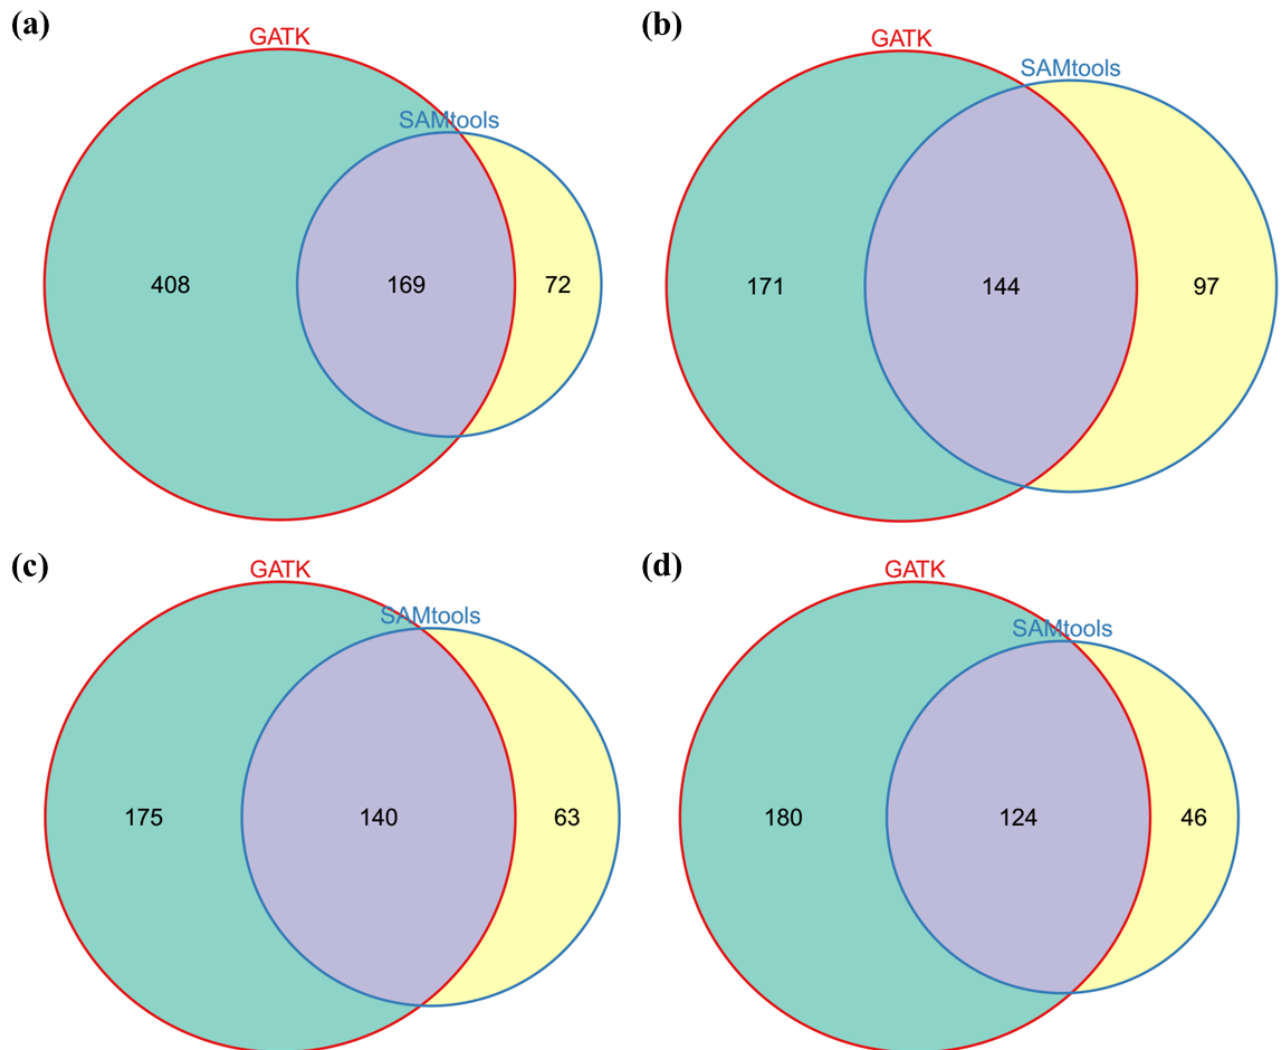 (a)
GATK
SAMtools
408
169
72
(b)
GATK
SAMtools
171
144
97
(c)
GATK
SAMtools
175
140
63
(d)
GATK
SAMtools
180
124
46